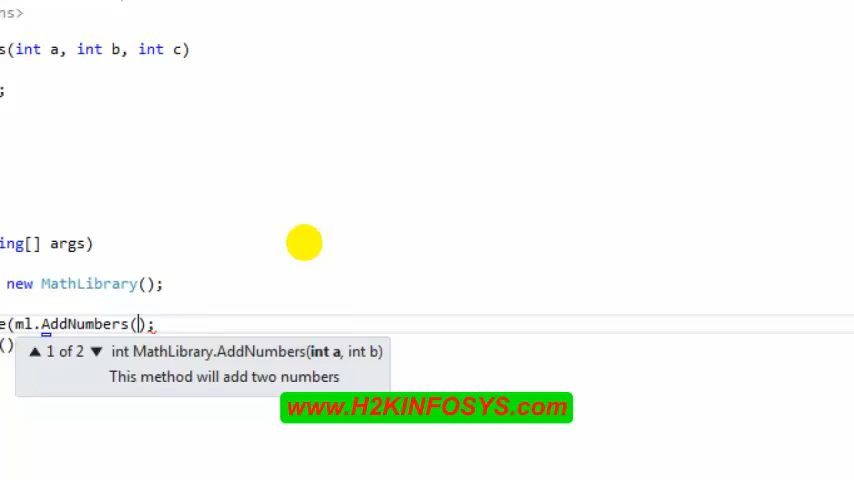 ns>
s(int a, int b, int c)
;
ing[] args)
new MathLibrary();
e(ml.AddNumbers();
()
▲ 1 of 2 ▼ int MathLibrary.AddNumbers(int a, int b)
This method will add two numbers
www.H2KINFOSYS.com